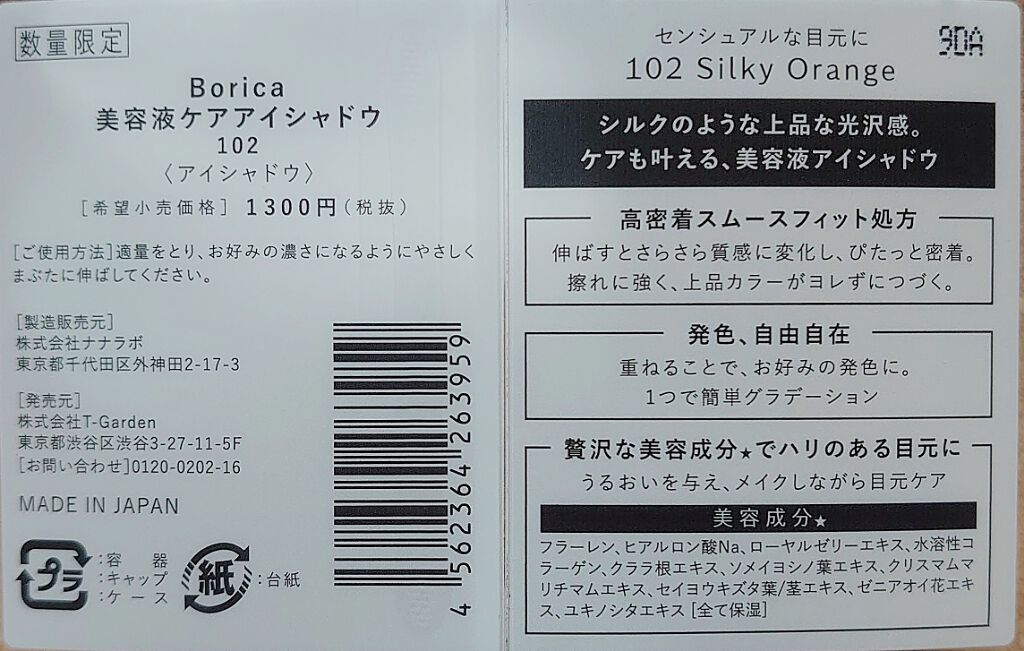 数量限定
Borica
美容液ケアアイシャドウ
102
〈アイシャドウ〉
[希望小売価格] 1300円(税抜)
[ご使用方法]適量をとり、お好みの濃さになるようにやさしく
まぶたに伸ばしてください。
[製造販売元]
株式会社ナナラボ
東京都千代田区外神田2-17-3
[発売元]
株式会社T-Garden
東京都渋谷区渋谷3-27-11-5F
[お問い合わせ]0120-0202-16
MADE IN JAPAN
プラ
:容 器
:キャップ
:ケース
紙
:台紙
4 562364 263959
センシュアルな目元に
9DA
102 Silky Orange
シルクのような上品な光沢感。
ケアも叶える、美容液アイシャドウ
高密着スムースフィット処方
伸ばすとさらさら質感に変化し、ぴたっと密着。
擦れに強く、上品カラーがヨレずにつづく。
発色、自由自在
重ねることで、お好みの発色に。
1つで簡単グラデーション
贅沢な美容成分★でハリのある目元に
うるおいを与え、メイクしながら目元ケア
美容成分★
フラーレン、ヒアルロン酸Na、ローヤルゼリーエキス、水溶性コ
ラーゲン、クララ根エキス、ソメイヨシノ葉エキス、クリスマムマ
リチマムエキス、セイヨウキズタ葉/茎エキス、ゼニアオイ花エキ
ス、ユキノシタエキス [全て保湿]